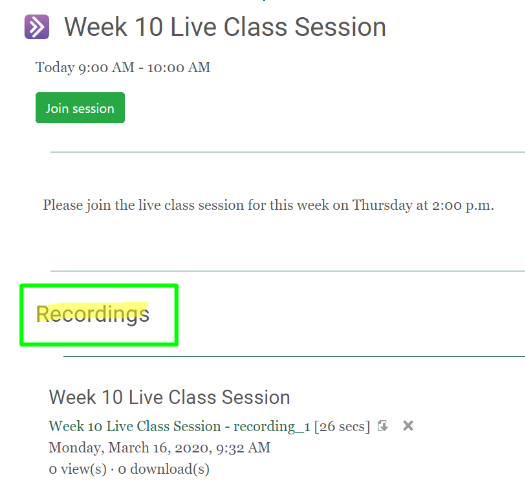 Week 10 Live Class Session
Today 9:00 AM - 10:00 AM
Join session
Please join the live class session for this week on Thursday at 2:00 p.m.
Recordings
Week 10 Live Class Session
Week 10 Live Class Session - recording_1 [26 secs]
Monday, March 16, 2020, 9:32 AM
0 view(s) · 0 download(s)